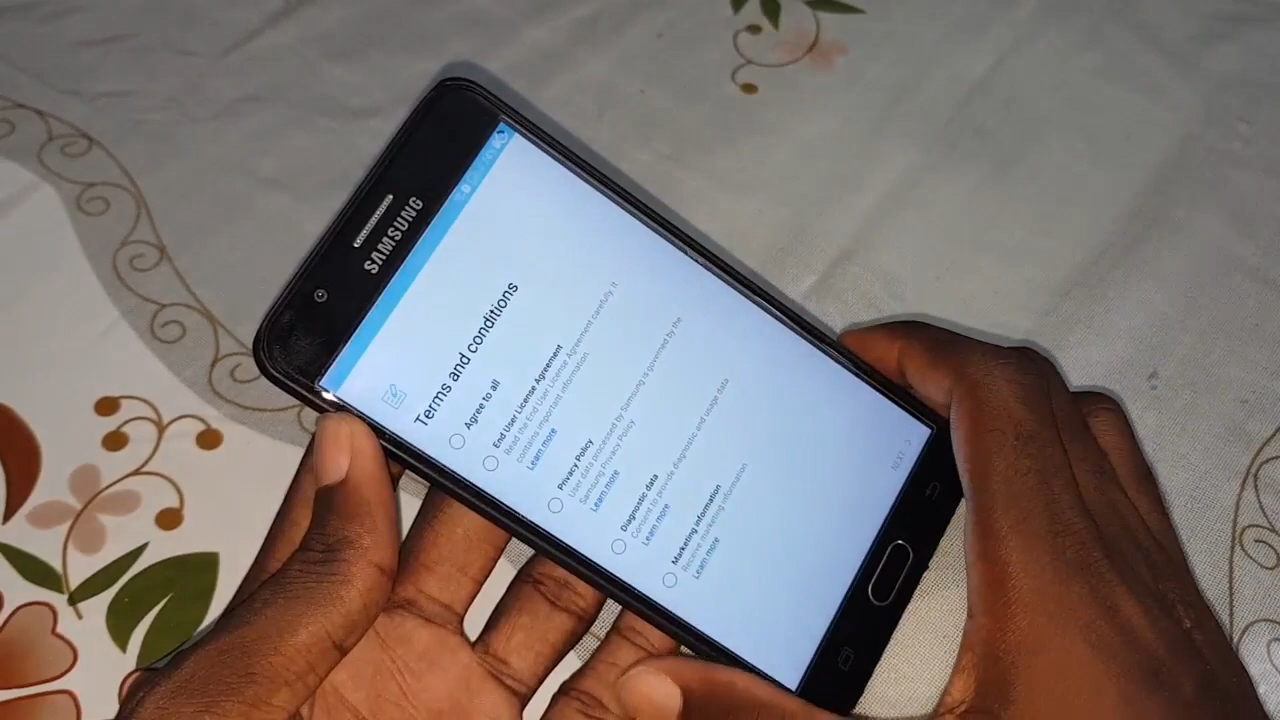 SAMSUNG
Terms and conditions
Agree to all
End User License Agreement
Read the End User License Agreement carefully. It
contains important information.
Learn more
Privacy Policy
User data processed by Samsung is governed by the
Samsung Privacy Policy
Learn more
Diagnostic data
Consent to provide diagnostic and usage data
Learn more
Marketing information
Receive marketing information
Learn more
NEXT